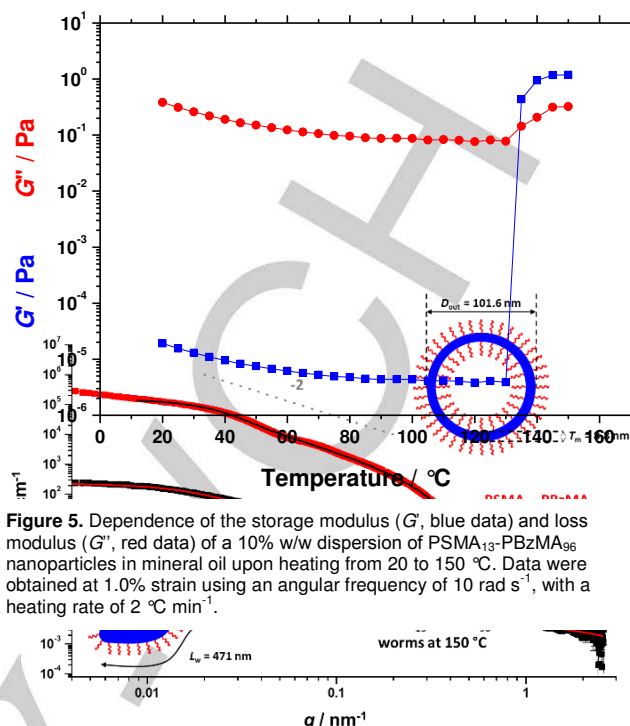 10¹
10⁰
10⁻¹
10⁻²
10⁻³
10⁻⁴
G" / Pa
G' / Pa
D_out = 101.6 nm
10⁷
10⁶
10⁵
10⁴
10³
10²
-2
0 20 40 60 80 100 120 140 160
Temperature / °C
cm⁻¹
Figure 5. Dependence of the storage modulus (G', blue data) and loss
modulus (G'', red data) of a 10% w/w dispersion of PSMA₁₃-PBzMA₉₆
nanoparticles in mineral oil upon heating from 20 to 150 °C. Data were
obtained at 1.0% strain using an angular frequency of 10 rad s⁻¹, with a
heating rate of 2 °C min⁻¹.
10⁻³
10⁻⁴
L_w = 471 nm
worms at 150 °C
0.01 0.1 1
q / nm⁻¹